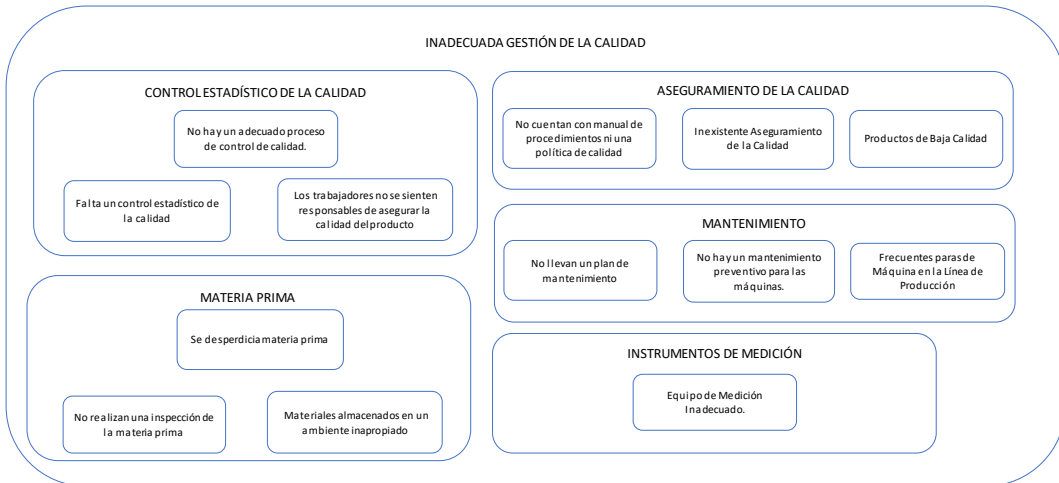 INADECUADA GESTIÓN DE LA CALIDAD
CONTROL ESTADÍSTICO DE LA CALIDAD
No hay un adecuado proceso
de control de calidad.
Falta un control estadístico de
la calidad
Los trabajadores no se sienten
responsables de asegurar la
calidad del producto
ASEGURAMIENTO DE LA CALIDAD
No cuentan con manual de
procedimientos ni una
política de calidad
Inexistente Aseguramiento
de la Calidad
Productos de Baja Calidad
MANTENIMIENTO
No llevan un plan de
mantenimiento
No hay un mantenimiento
preventivo para las
máquinas.
Frecuentes paras de
Máquina en la Línea de
Producción
MATERIA PRIMA
Se desperdicia materia prima
No realizan una inspección de
la materia prima
Materiales almacenados en un
ambiente inapropiado
INSTRUMENTOS DE MEDICIÓN
Equipo de Medición
Inadecuado.